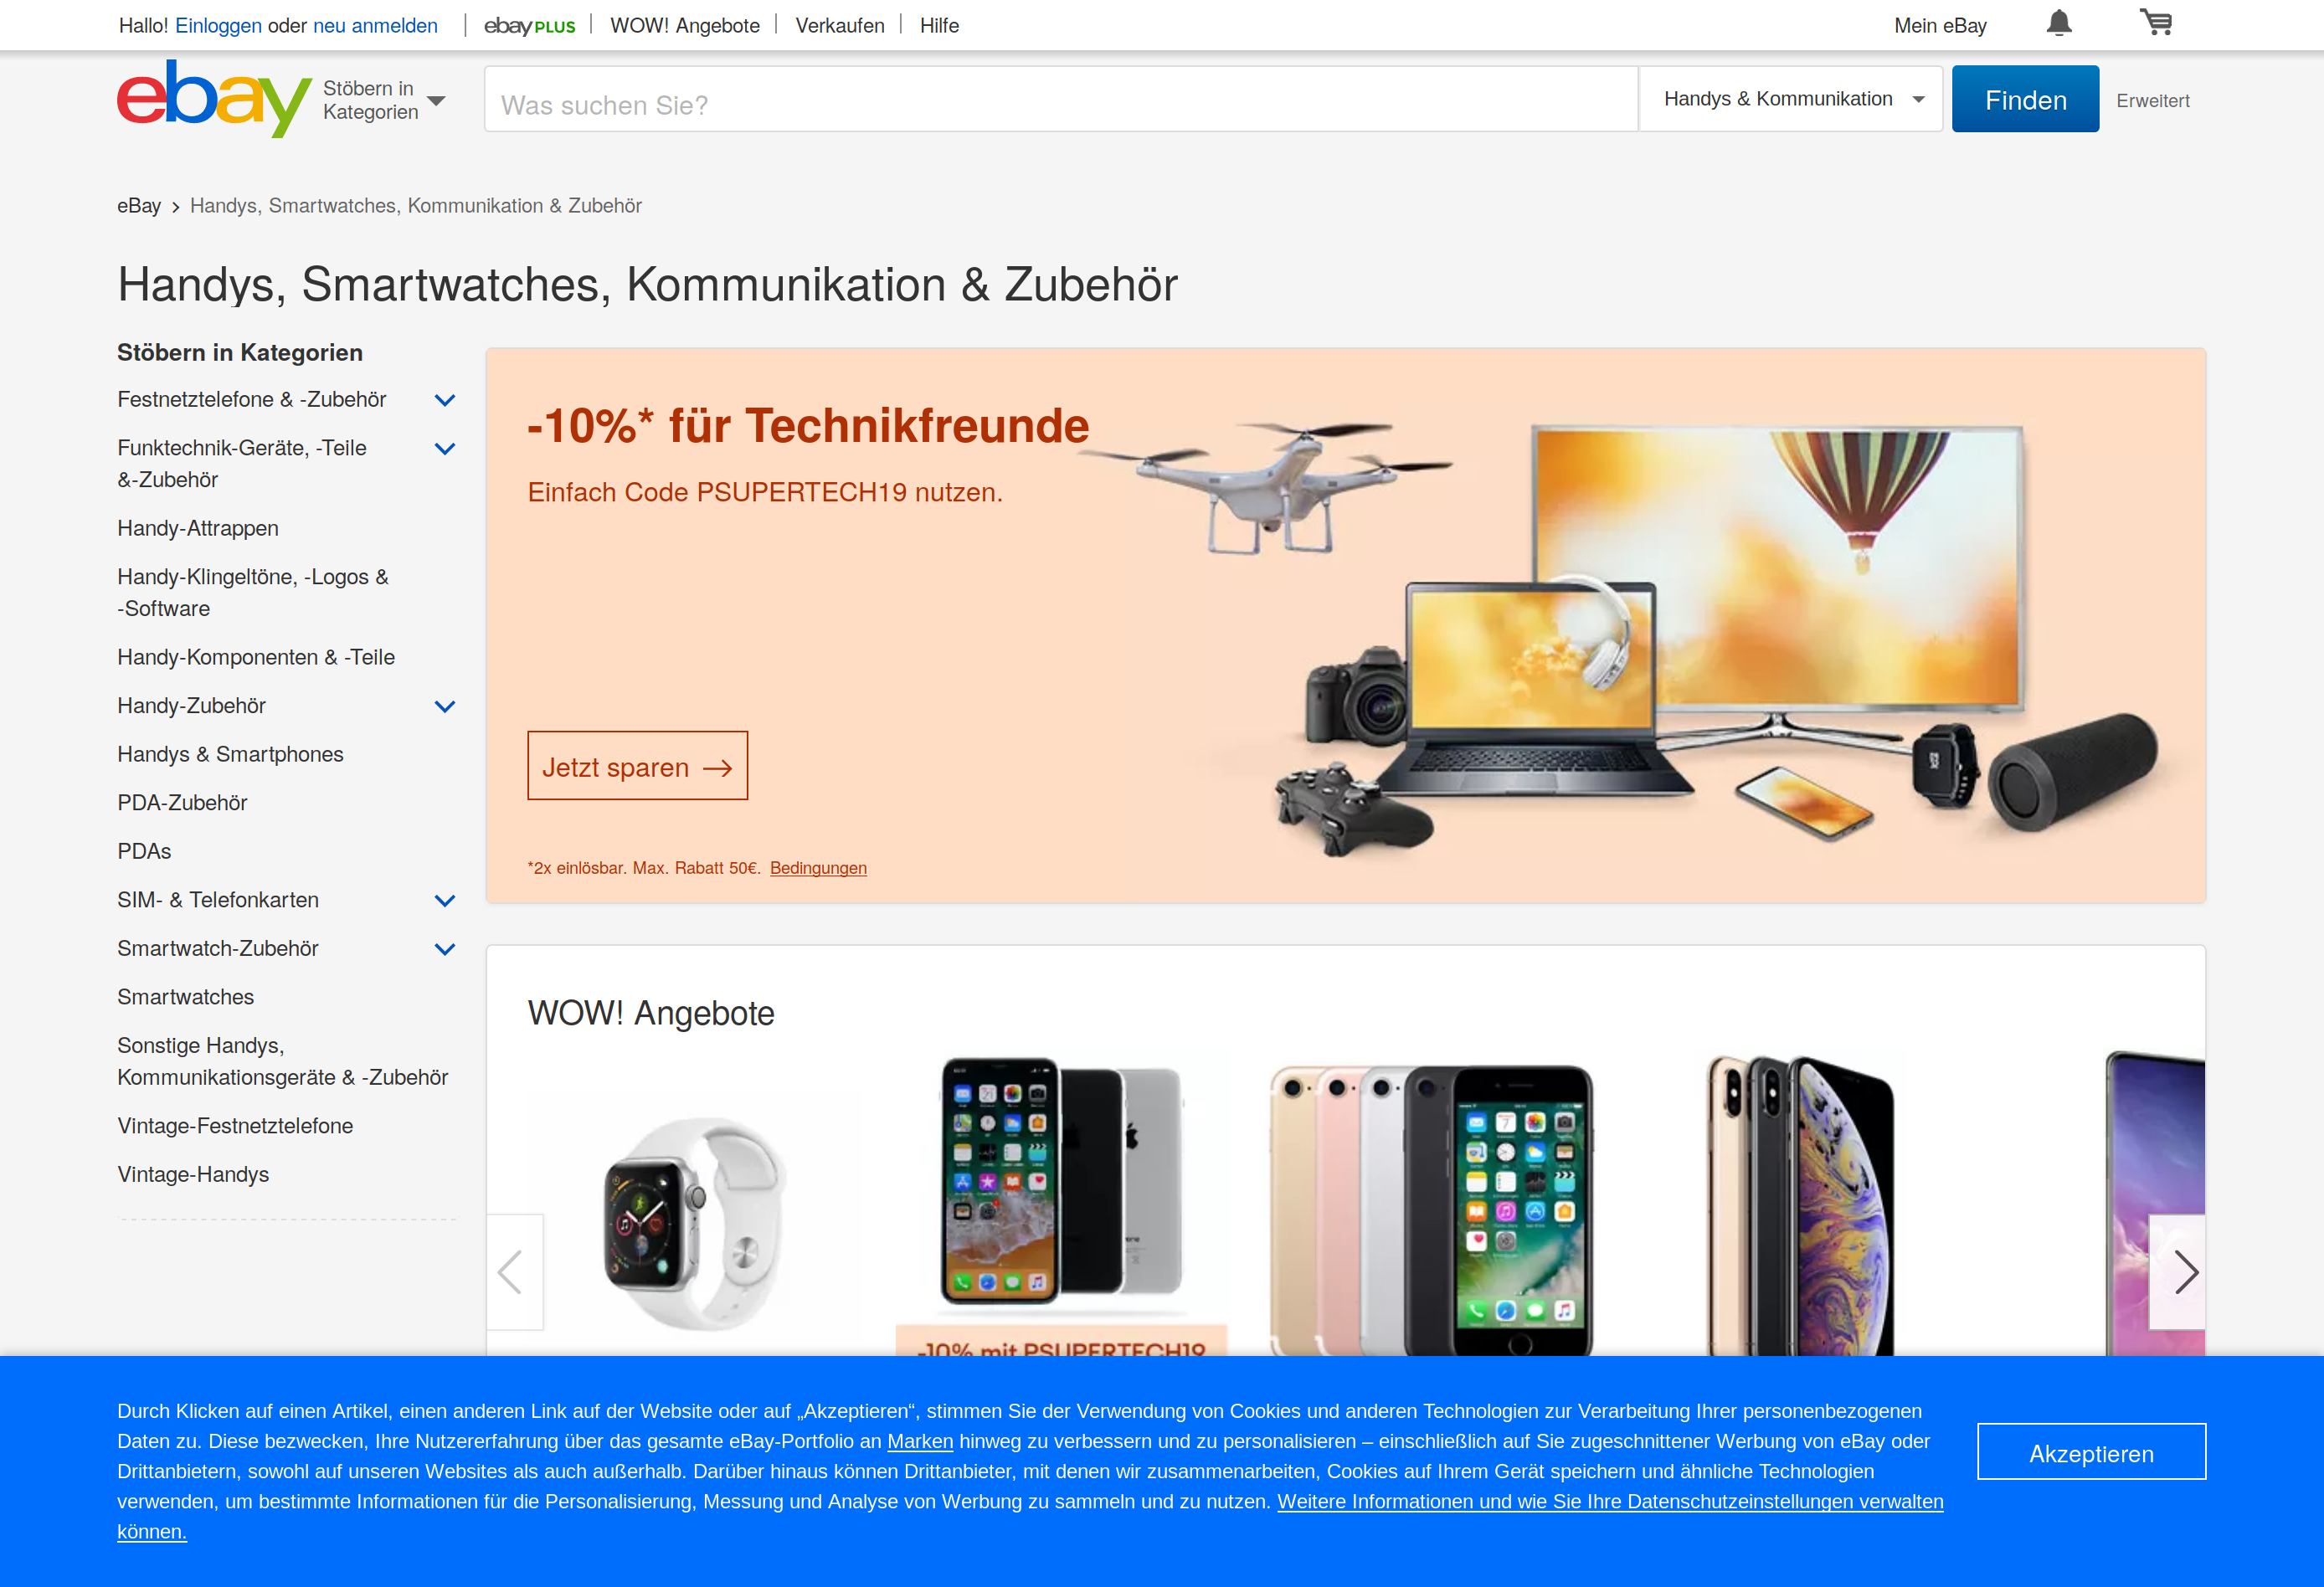 Hallo! Einloggen oder neu anmelden
ebay PLUS
WOW! Angebote
Verkaufen
Hilfe
Mein eBay
ebay
Stöbern in
Kategorien
Was suchen Sie?
Handys & Kommunikation
Finden
Erweitert
eBay
Handys, Smartwatches, Kommunikation & Zubehör
Handys, Smartwatches, Kommunikation & Zubehör
Stöbern in Kategorien
Festnetztelefone & -Zubehör
Funktechnik-Geräte, -Teile
&-Zubehör
Handy-Attrappen
Handy-Klingeltöne, -Logos &
-Software
Handy-Komponenten & -Teile
Handy-Zubehör
Handys & Smartphones
PDA-Zubehör
PDAs
SIM- & Telefonkarten
Smartwatch-Zubehör
Smartwatches
Sonstige Handys,
Kommunikationsgeräte & -Zubehör
Vintage-Festnetztelefone
Vintage-Handys
-10%* für Technikfreunde
Einfach Code PSUPERTECH19 nutzen.
Jetzt sparen
*2x einlösbar. Max. Rabatt 50€. Bedingungen
WOW! Angebote
-10% mit PSUPERTECH19
Durch Klicken auf einen Artikel, einen anderen Link auf der Website oder auf „Akzeptieren“, stimmen Sie der Verwendung von Cookies und anderen Technologien zur Verarbeitung Ihrer personenbezogenen
Daten zu. Diese bezwecken, Ihre Nutzererfahrung über das gesamte eBay-Portfolio an Marken hinweg zu verbessern und zu personalisieren – einschließlich auf Sie zugeschnittener Werbung von eBay oder
Drittanbietern, sowohl auf unseren Websites als auch außerhalb. Darüber hinaus können Drittanbieter, mit denen wir zusammenarbeiten, Cookies auf Ihrem Gerät speichern und ähnliche Technologien
verwenden, um bestimmte Informationen für die Personalisierung, Messung und Analyse von Werbung zu sammeln und zu nutzen. Weitere Informationen und wie Sie Ihre Datenschutzeinstellungen verwalten
können.
Akzeptieren